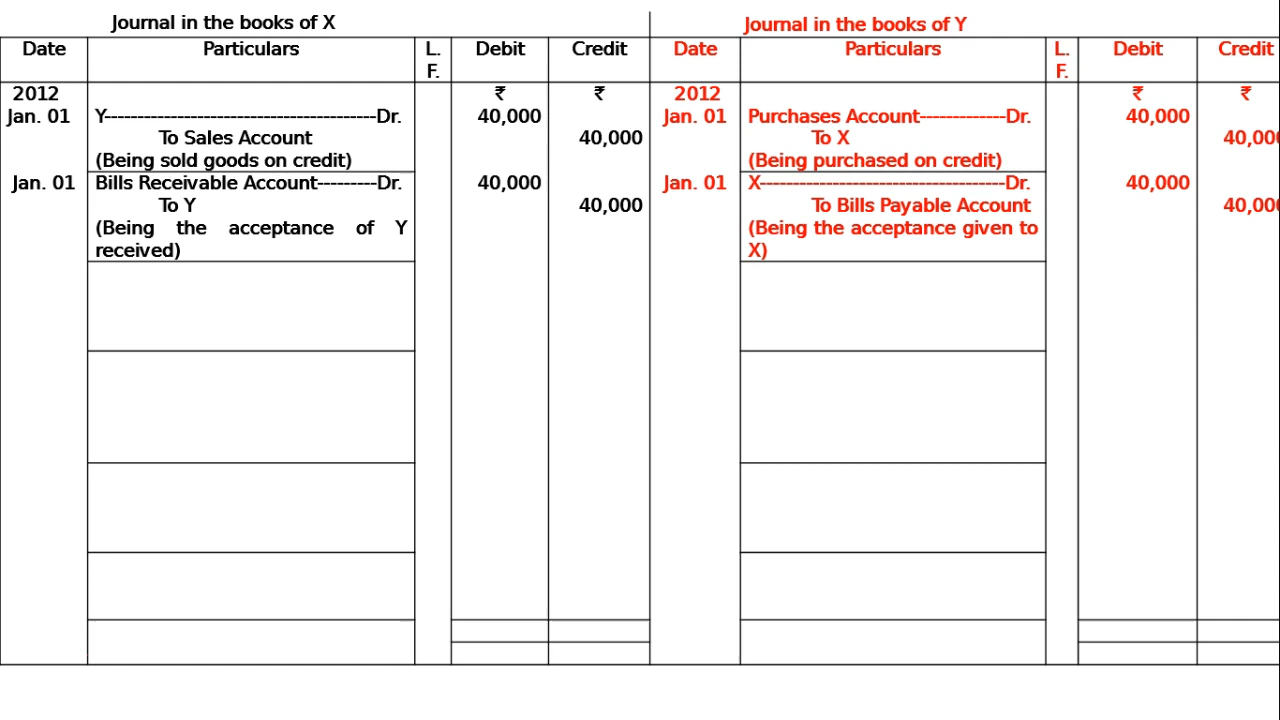 Journal in the books of X
Date Particulars L. F. Debit Credit
2012 ₹ ₹
Jan. 01 Y-----------------------------------------Dr. 40,000
To Sales Account 40,000
(Being sold goods on credit)
Jan. 01 Bills Receivable Account---------Dr. 40,000
To Y 40,000
(Being the acceptance of Y
received)
Journal in the books of Y
Date Particulars L. F. Debit Credit
2012 ₹ ₹
Jan. 01 Purchases Account-------------Dr. 40,000
To X 40,000
(Being purchased on credit)
Jan. 01 X-------------------------------------Dr. 40,000
To Bills Payable Account 40,000
(Being the acceptance given to
X)